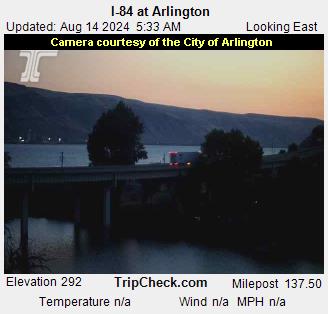 I-84 at Arlington
Updated: Aug 14 2024 5:33 AM Looking East
Camera courtesy of the City of Arlington
Elevation 292 TripCheck.com Milepost 137.50
Temperature n/a Wind n/a MPH n/a